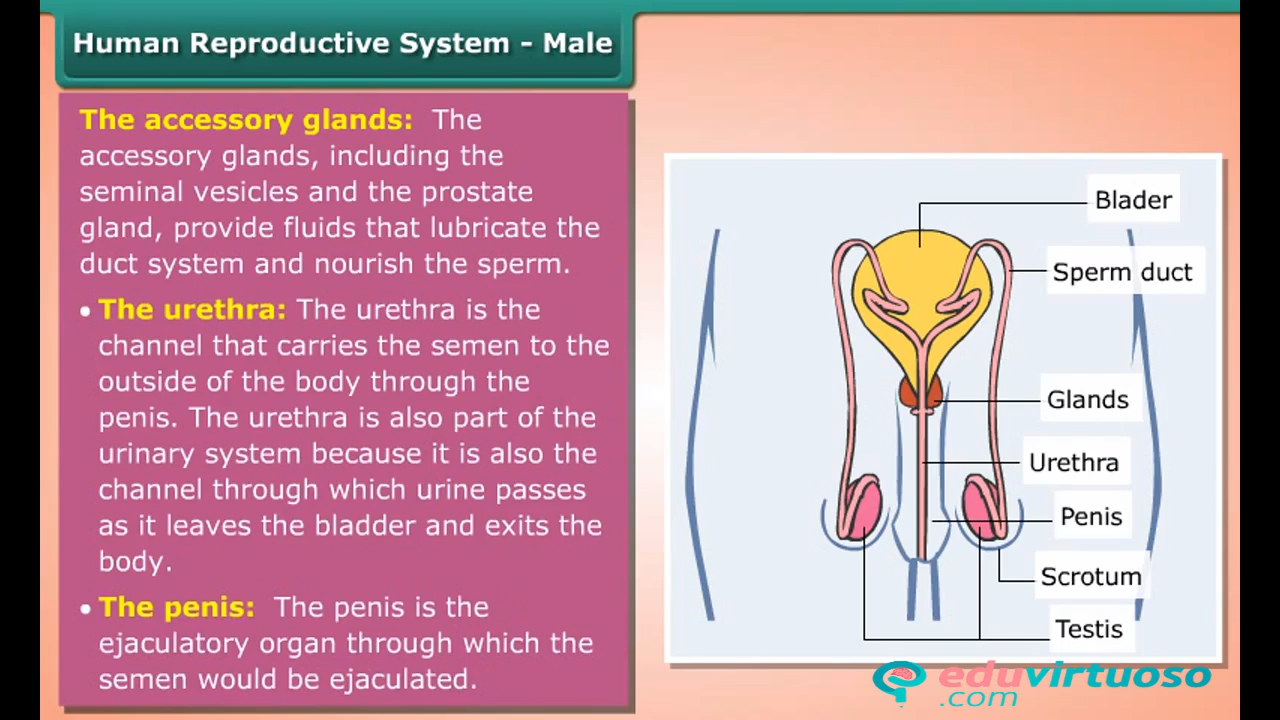 Human Reproductive System - Male
The accessory glands: The
accessory glands, including the
seminal vesicles and the prostate
gland, provide fluids that lubricate the
duct system and nourish the sperm.
• The urethra: The urethra is the
channel that carries the semen to the
outside of the body through the
penis. The urethra is also part of the
urinary system because it is also the
channel through which urine passes
as it leaves the bladder and exits the
body.
• The penis: The penis is the
ejaculatory organ through which the
semen would be ejaculated.
Blader
Sperm duct
Glands
Urethra
Penis
Scrotum
Testis
eduvirtuoso
.com